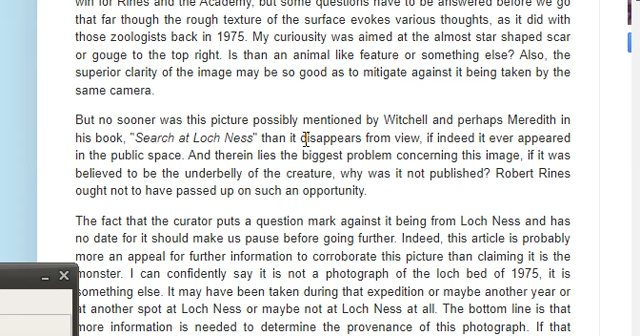 win for Rines and the Academy, but some questions have to be answered before we go
that far though the rough texture of the surface evokes various thoughts, as it did with
those zoologists back in 1975. My curiousity was aimed at the almost star shaped scar
or gouge to the top right. Is than an animal like feature or something else? Also, the
superior clarity of the image may be so good as to mitigate against it being taken by the
same camera.
But no sooner was this picture possibly mentioned by Witchell and perhaps Meredith in
his book, "Search at Loch Ness" than it disappears from view, if indeed it ever appeared
in the public space. And therein lies the biggest problem concerning this image, if it was
believed to be the underbelly of the creature, why was it not published? Robert Rines
ought not to have passed up on such an opportunity.
The fact that the curator puts a question mark against it being from Loch Ness and has
no date for it should make us pause before going further. Indeed, this article is probably
more an appeal for further information to corroborate this picture than claiming it is the
monster. I can confidently say it is not a photograph of the loch bed of 1975, it is
something else. It may have been taken during that expedition or maybe another year or
at another spot at Loch Ness or maybe not at Loch Ness at all. The bottom line is that
more information is needed to determine the provenance of this photograph. If that